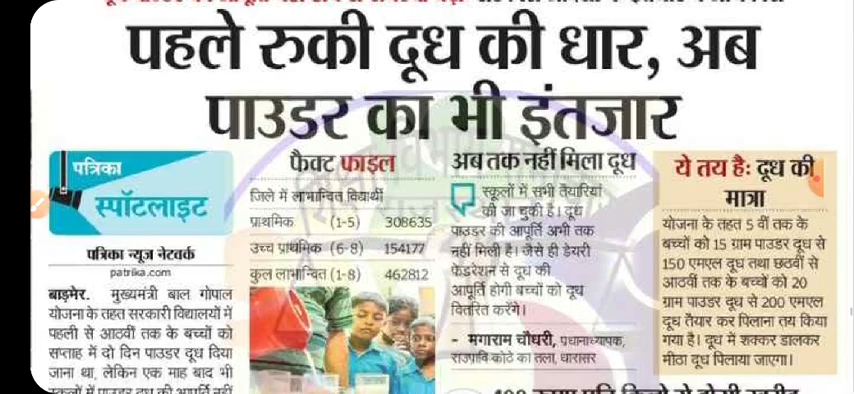 पहले रुकी दूध की धार, अब
पाउडर का भी इंतजार
पत्रिका
स्पॉटलाइट
पत्रिका न्यूज नेटवर्क
patrika.com
बाड़मेर. मुख्यमंत्री बाल गोपाल
योजना के तहत सरकारी विद्यालयों में
पहली से आठवीं तक के बच्चों को
सप्ताह में दो दिन पाउडर दूध दिया
जाना था, लेकिन एक माह बाद भी
स्कूलों में पाउडर दूध की आपूर्ति नहीं
फैक्ट फाइल
जिले में लाभान्वित विद्यार्थी
प्राथमिक (1-5) 308635
उच्च प्राथमिक (6-8) 154177
कुल लाभान्वित (1-8) 462812
अब तक नहीं मिला दूध
स्कूलों में सभी तैयारियां
की जा चुकी है। दूध
पाउडर की आपूर्ति अभी तक
नहीं मिली है। जैसे ही डेयरी
फेडरेशन से दूध की
आपूर्ति होगी बच्चों को दूध
वितरित करेंगे।
- मगाराम चौधरी, प्रधानाध्यापक,
राउप्रावि कोठे का तला, धारासर
ये तय है: दूध की
मात्रा
योजना के तहत 5 वीं तक के
बच्चों को 15 ग्राम पाउडर दूध से
150 एमएल दूध तथा छठवीं से
आठवीं तक के बच्चों को 20
ग्राम पाउडर दूध से 200 एमएल
दूध तैयार कर पिलाना तय किया
गया है। दूध में शक्कर डालकर
मीठा दूध पिलाया जाएगा।